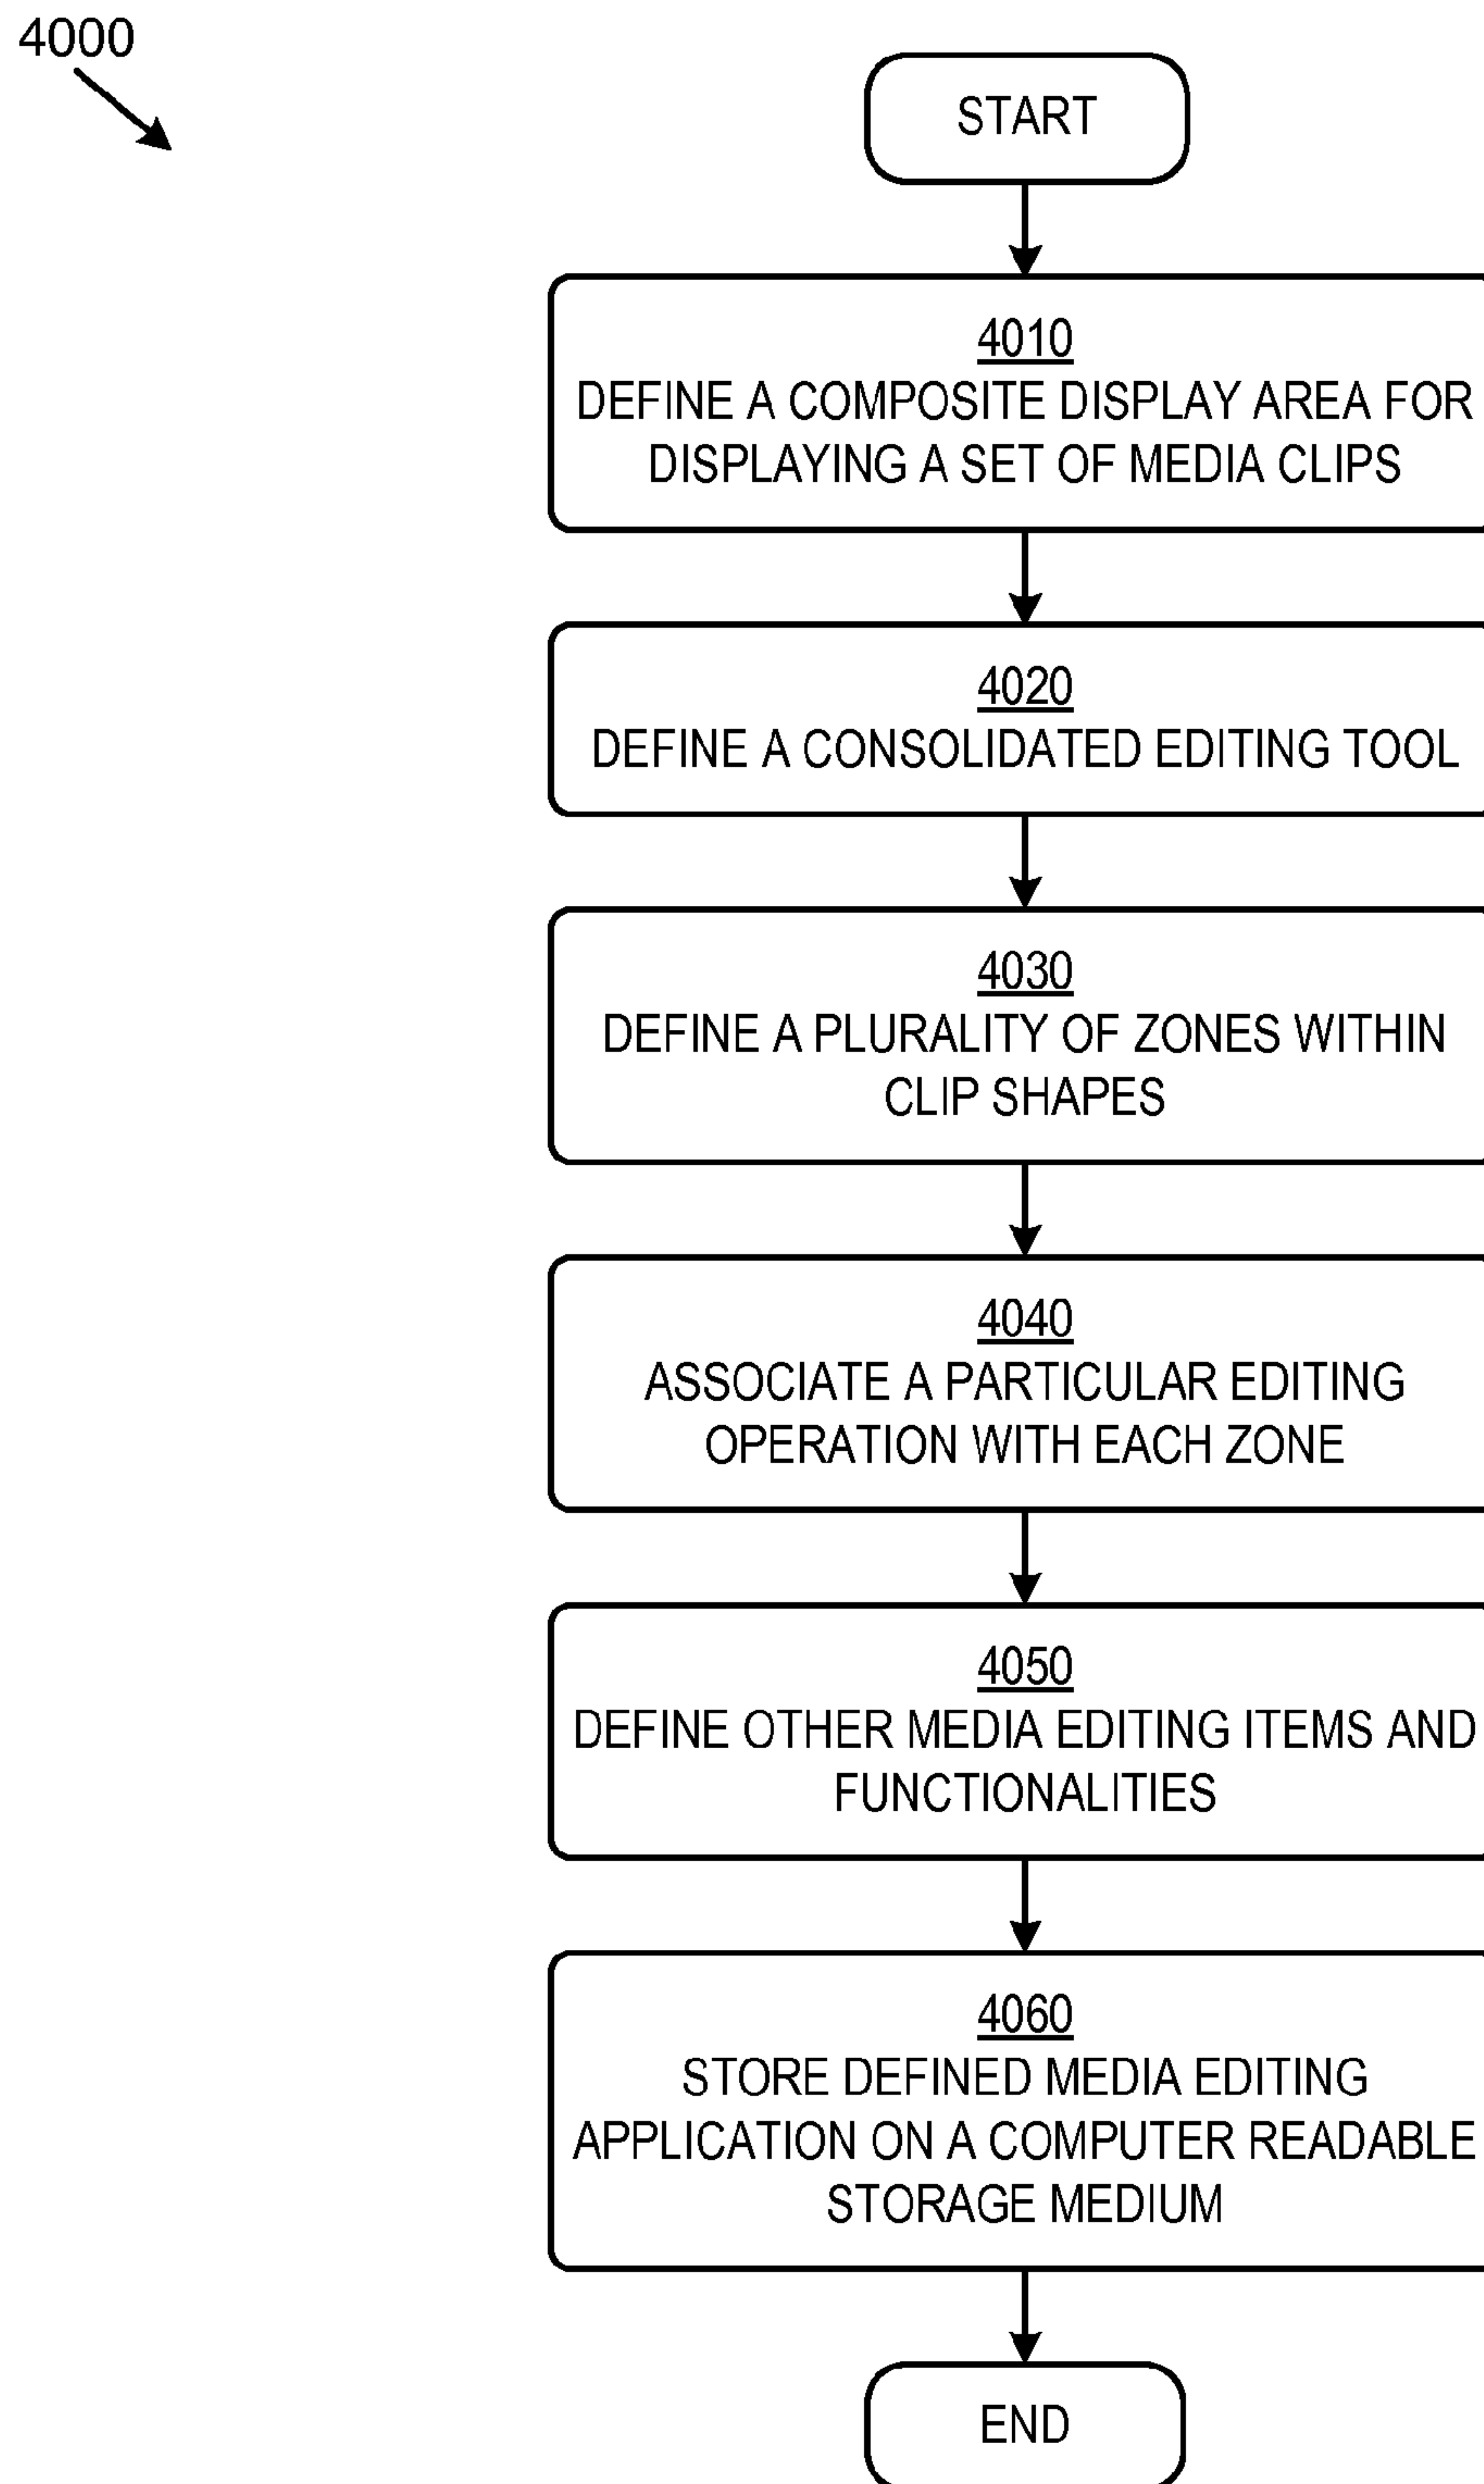 4000
START
4010
DEFINE A COMPOSITE DISPLAY AREA FOR
DISPLAYING A SET OF MEDIA CLIPS
4020
DEFINE A CONSOLIDATED EDITING TOOL
4030
DEFINE A PLURALITY OF ZONES WITHIN
CLIP SHAPES
4040
ASSOCIATE A PARTICULAR EDITING
OPERATION WITH EACH ZONE
4050
DEFINE OTHER MEDIA EDITING ITEMS AND
FUNCTIONALITIES
4060
STORE DEFINED MEDIA EDITING
APPLICATION ON A COMPUTER READABLE
STORAGE MEDIUM
END